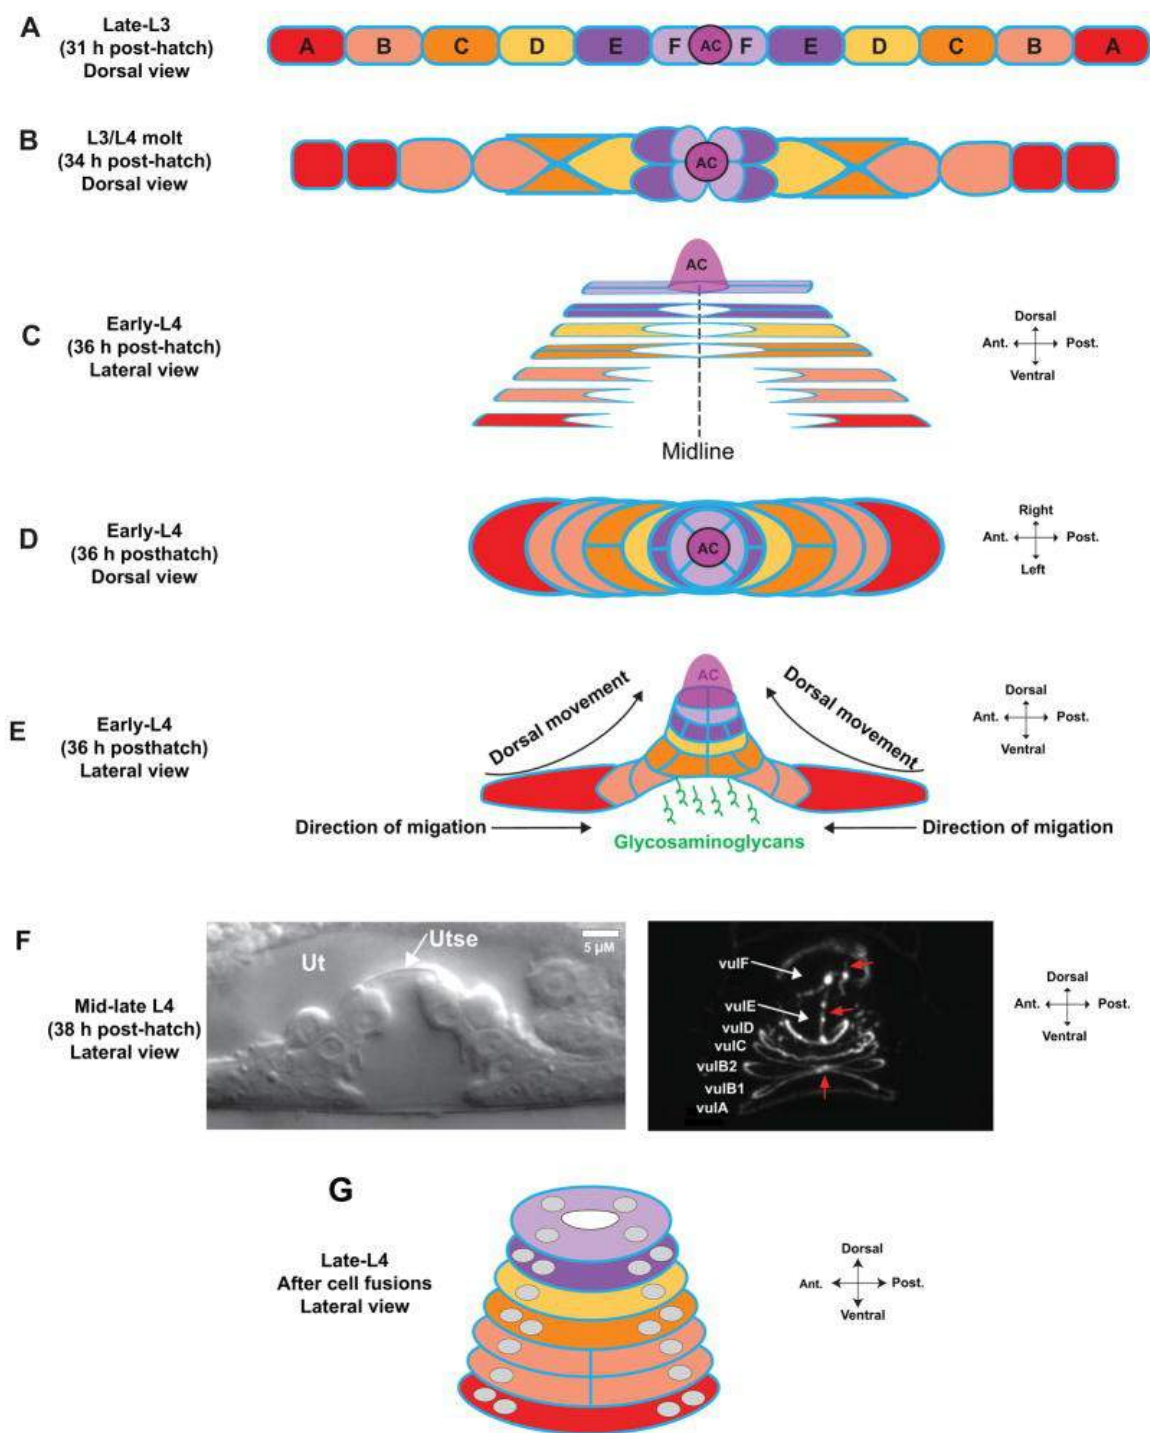 A
Late-L3
(31 h post-hatch)
Dorsal view
A B C D E F AC F E D C B A
B
L3/L4 molt
(34 h post-hatch)
Dorsal view
AC
C
Early-L4
(36 h post-hatch)
Lateral view
AC
Midline
Dorsal
Ant. Post.
Ventral
D
Early-L4
(36 h posthatch)
Dorsal view
AC
Right
Ant. Post.
Left
E
Early-L4
(36 h posthatch)
Lateral view
AC
Dorsal movement
Dorsal movement
Direction of migation
Direction of migation
Glycosaminoglycans
Dorsal
Ant. Post.
Ventral
F
Mid-late L4
(38 h post-hatch)
Lateral view
Ut
Utse
5 μM
vulF
vulE
vulD
vulC
vulB2
vulB1
vulA
Dorsal
Ant. Post.
Ventral
G
Late-L4
After cell fusions
Lateral view
Dorsal
Ant. Post.
Ventral